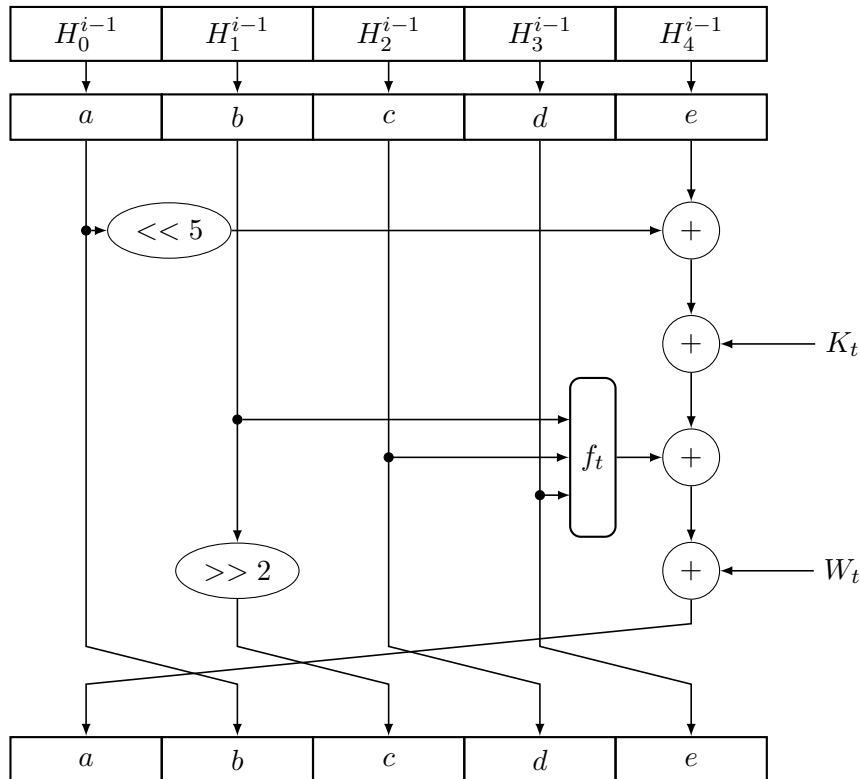 H_0^{i-1} H_1^{i-1} H_2^{i-1} H_3^{i-1} H_4^{i-1}
a b c d e
<< 5 +
+ K_t
f_t +
>> 2 + W_t
a b c d e